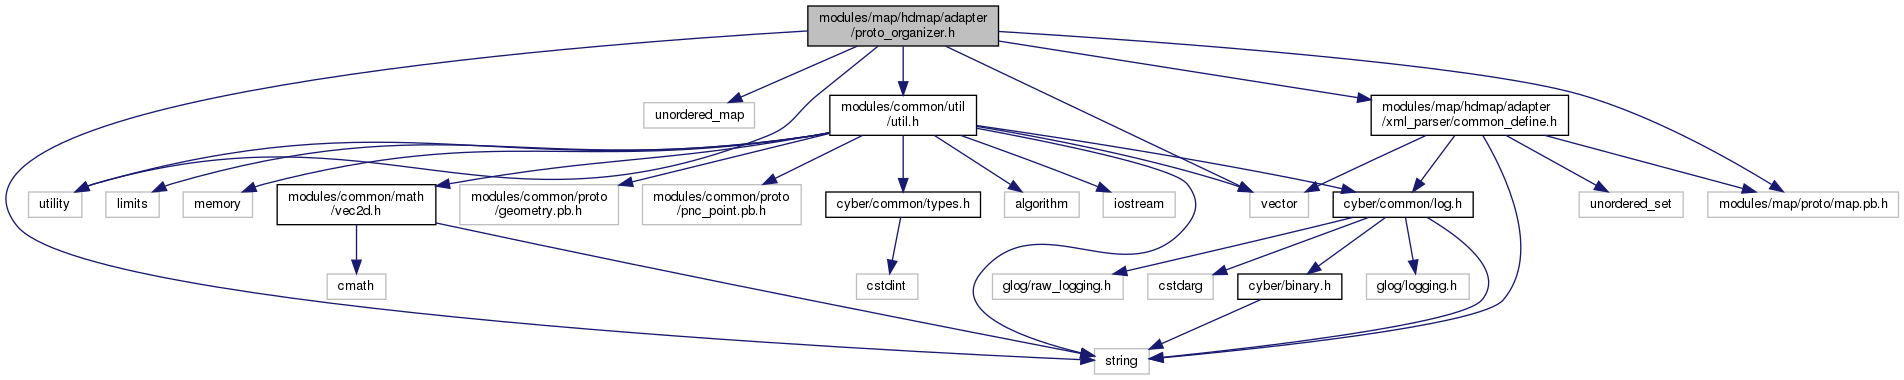 modules/map/hdmap/adapter
/proto_organizer.h
unordered_map
modules/common/util
/util.h
modules/map/hdmap/adapter
/xml_parser/common_define.h
utility
limits
memory
modules/common/math
/vec2d.h
modules/common/proto
/geometry.pb.h
modules/common/proto
/pnc_point.pb.h
cyber/common/types.h
algorithm
iostream
vector
cyber/common/log.h
unordered_set
modules/map/proto/map.pb.h
cmath
cstdint
glog/raw_logging.h
cstdarg
cyber/binary.h
glog/logging.h
string